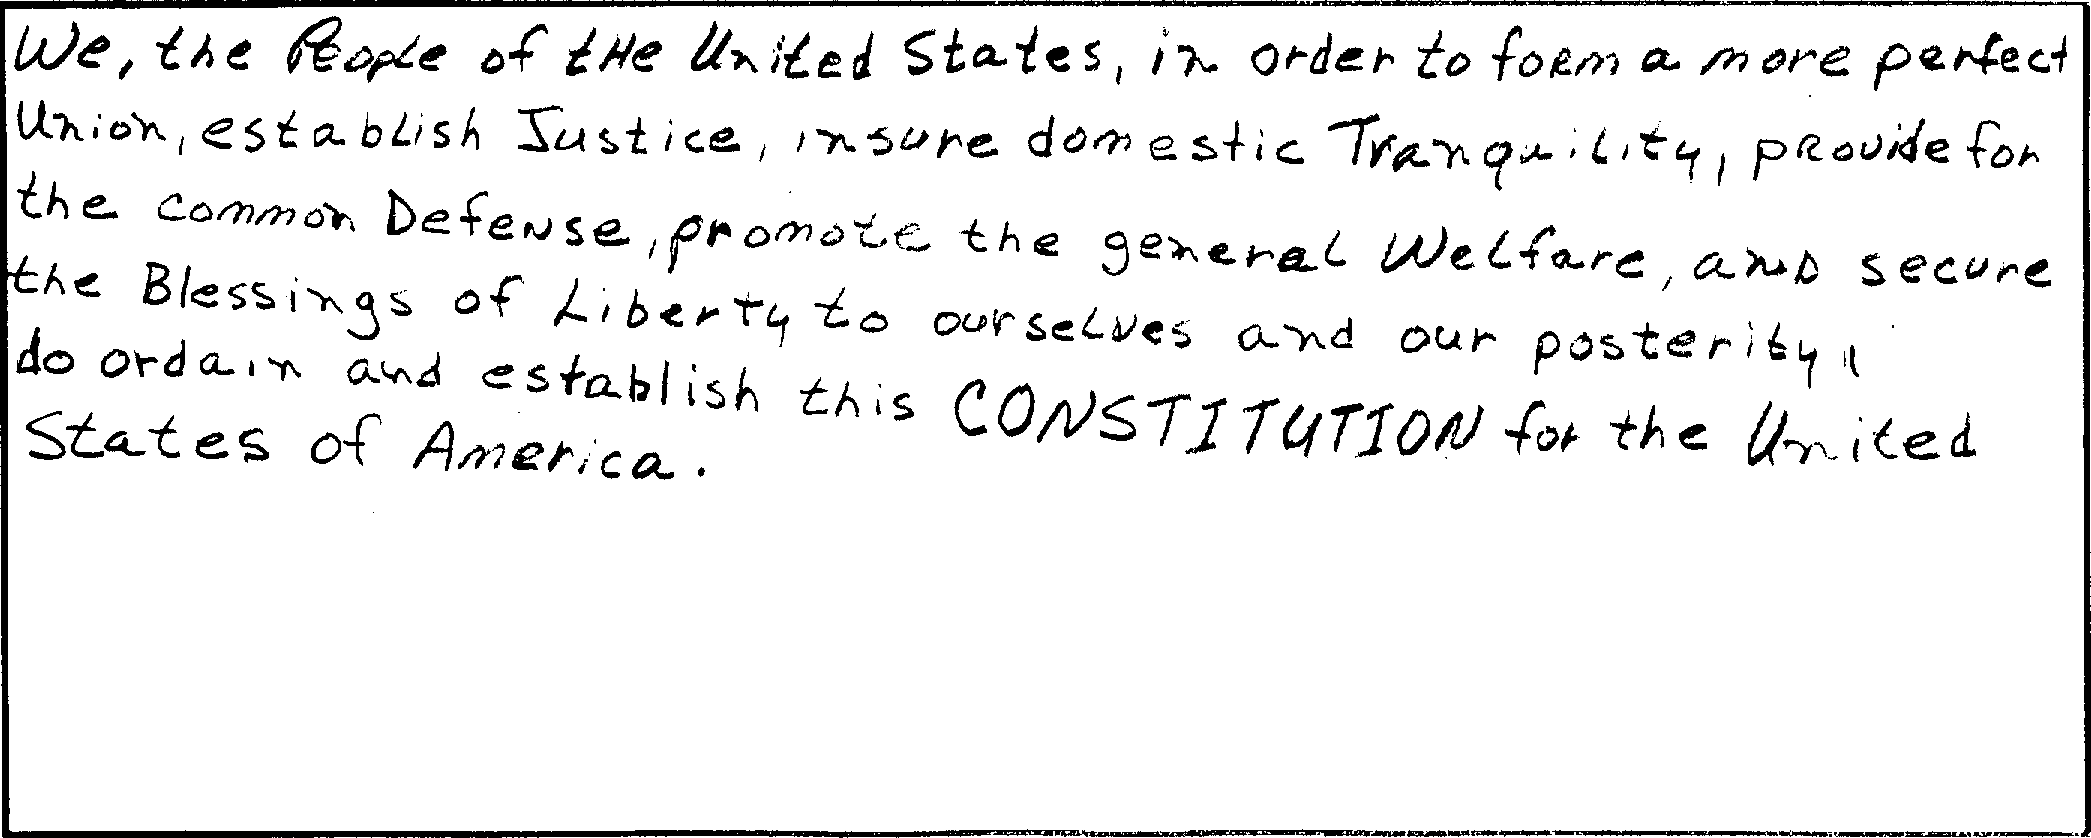 We, the People of tHe United States, in order to foRm a more perfect
Union, establish Justice, insure domestic Tranquility, pRovide for
the common DefeNse, promote the general Welfare, anD secure
the Blessings of Liberty to ourselves and our posterity,
do ordain and establish this CONSTITUTION for the United
States of America.